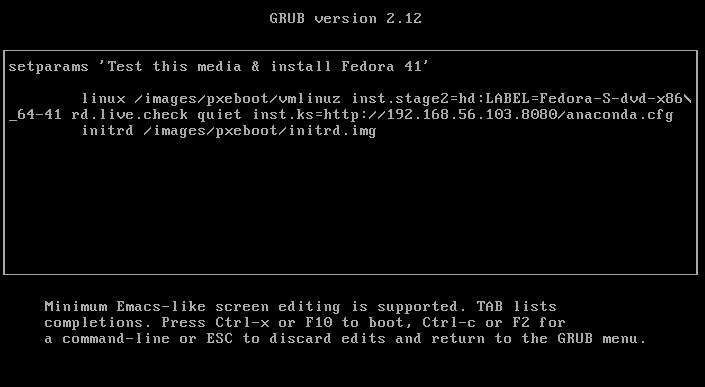 GRUB version 2.12
setparams 'Test this media & install Fedora 41'
linux /images/pxeboot/vmlinuz inst.stage2=hd:LABEL=Fedora-S-dvd-x86\
_64-41 rd.live.check quiet inst.ks=http://192.168.56.103.8080/anaconda.cfg
initrd /images/pxeboot/initrd.img
Minimum Emacs-like screen editing is supported. TAB lists
completions. Press Ctrl-x or F10 to boot, Ctrl-c or F2 for
a command-line or ESC to discard edits and return to the GRUB menu.